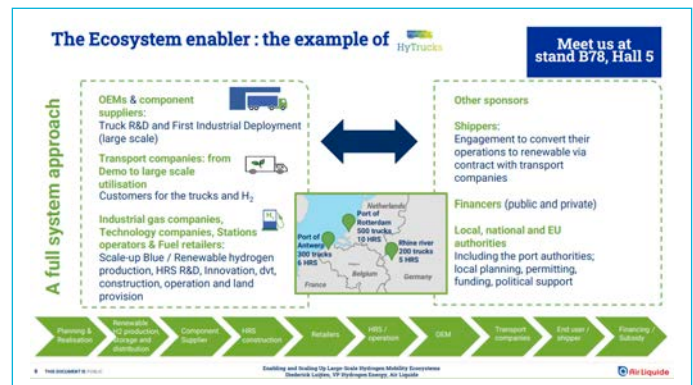 The Ecosystem enabler : the example of
HyTrucks
Meet us at
stand B78, Hall 5
A full system approach
OEMs & component
suppliers:
Truck R&D and First Industrial Deployment
(large scale)
Transport companies: from
Demo to large scale
utilisation
Customers for the trucks and H₂
Industrial gas companies,
Technology companies, Stations
operators & Fuel retailers:
Scale-up Blue / Renewable hydrogen
production, HRS R&D, Innovation, dvt,
construction, operation and land
provision
H₂
Netherlands
Port of
Rotterdam
500 trucks
10 HRS
Port of
Antwerp
300 trucks
6 HRS
Rhine river
200 trucks
5 HRS
Belgium
Germany
France
Other sponsors
Shippers:
Engagement to convert their
operations to renewable via
contract with transport
companies
Financers (public and private)
Local, national and EU
authorities
Including the port authorities;
local planning, permitting,
funding, political support
Planning &
Realisation
Renewable
H2 production,
storage and
distribution
Component
Supplier
HRS
construction
Retailers
HRS /
operation
OEM
Transport
companies
End user /
shipper
Financing /
Subsidy
THIS DOCUMENT IS PUBLIC
Enabling and Scaling Up Large-Scale Hydrogen Mobility Ecosystems
Diederick Luijten, VP Hydrogen Energy, Air Liquide
Air Liquide